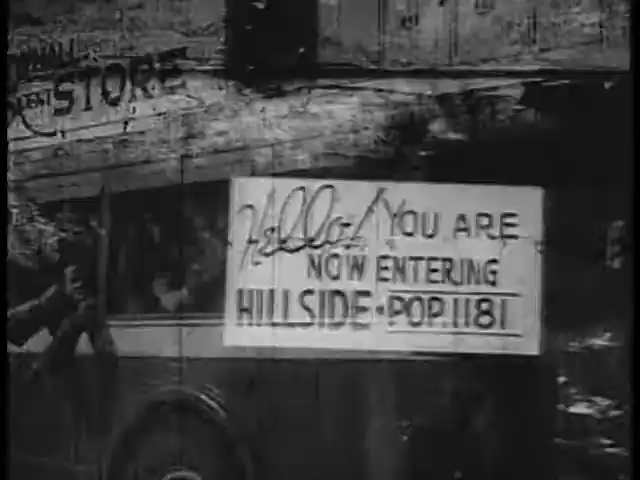 STORE
Hello! YOU ARE
NOW ENTERING
HILLSIDE - POP. 1181